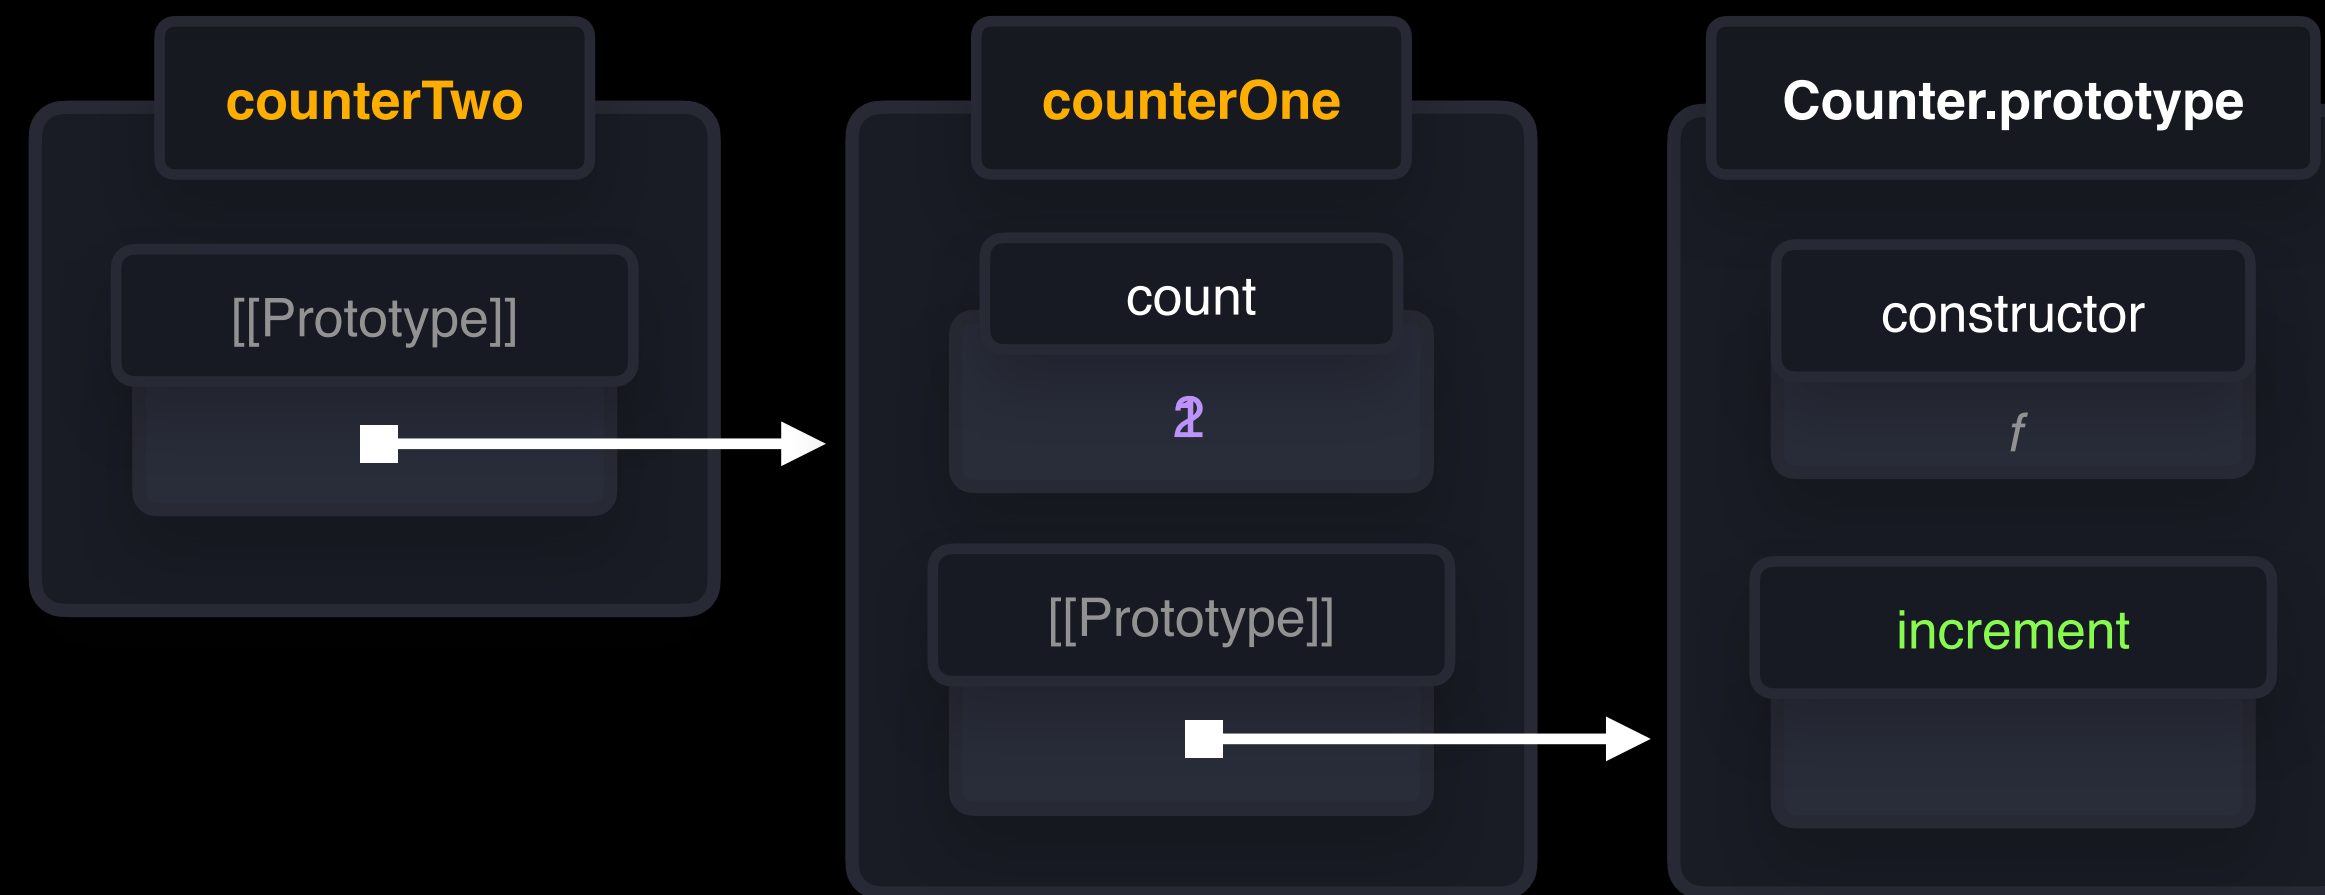 counterTwo
[[Prototype]]
counterOne
count
[[Prototype]]
Counter.prototype
constructor
f
increment